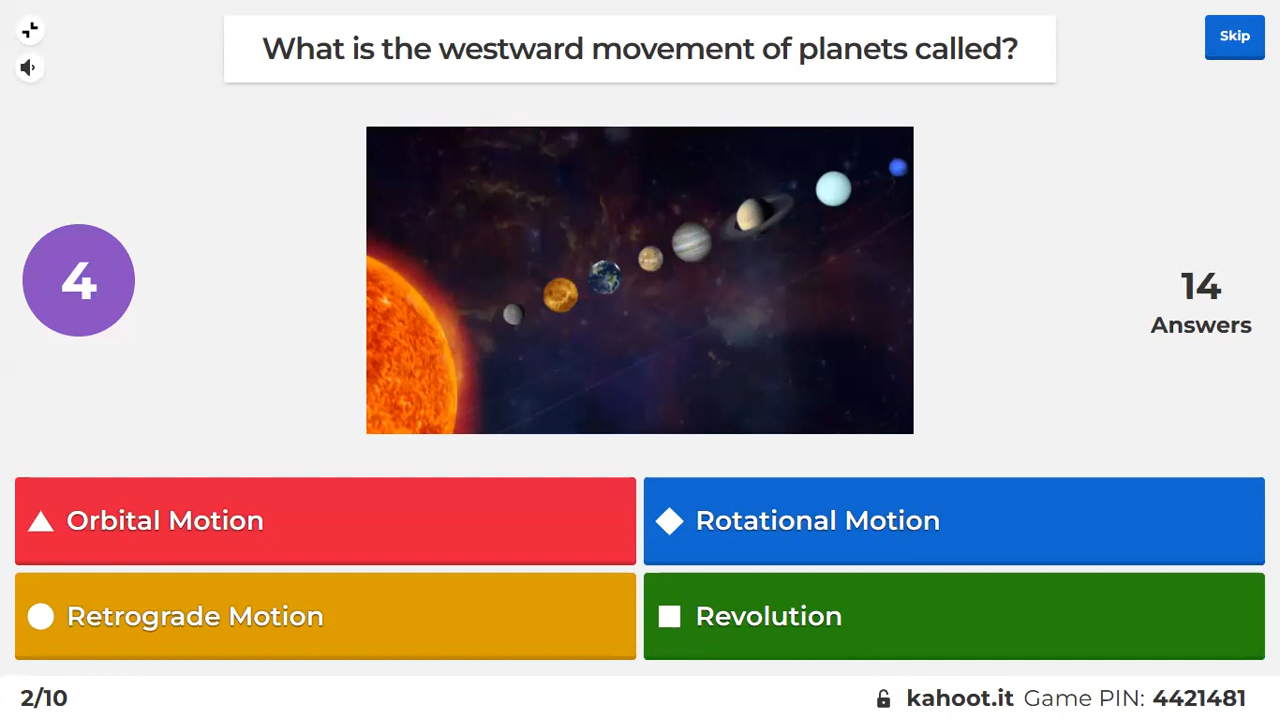 What is the westward movement of planets called?
Skip
4
14
Answers
Orbital Motion
Rotational Motion
Retrograde Motion
Revolution
2/10
kahoot.it Game PIN: 4421481